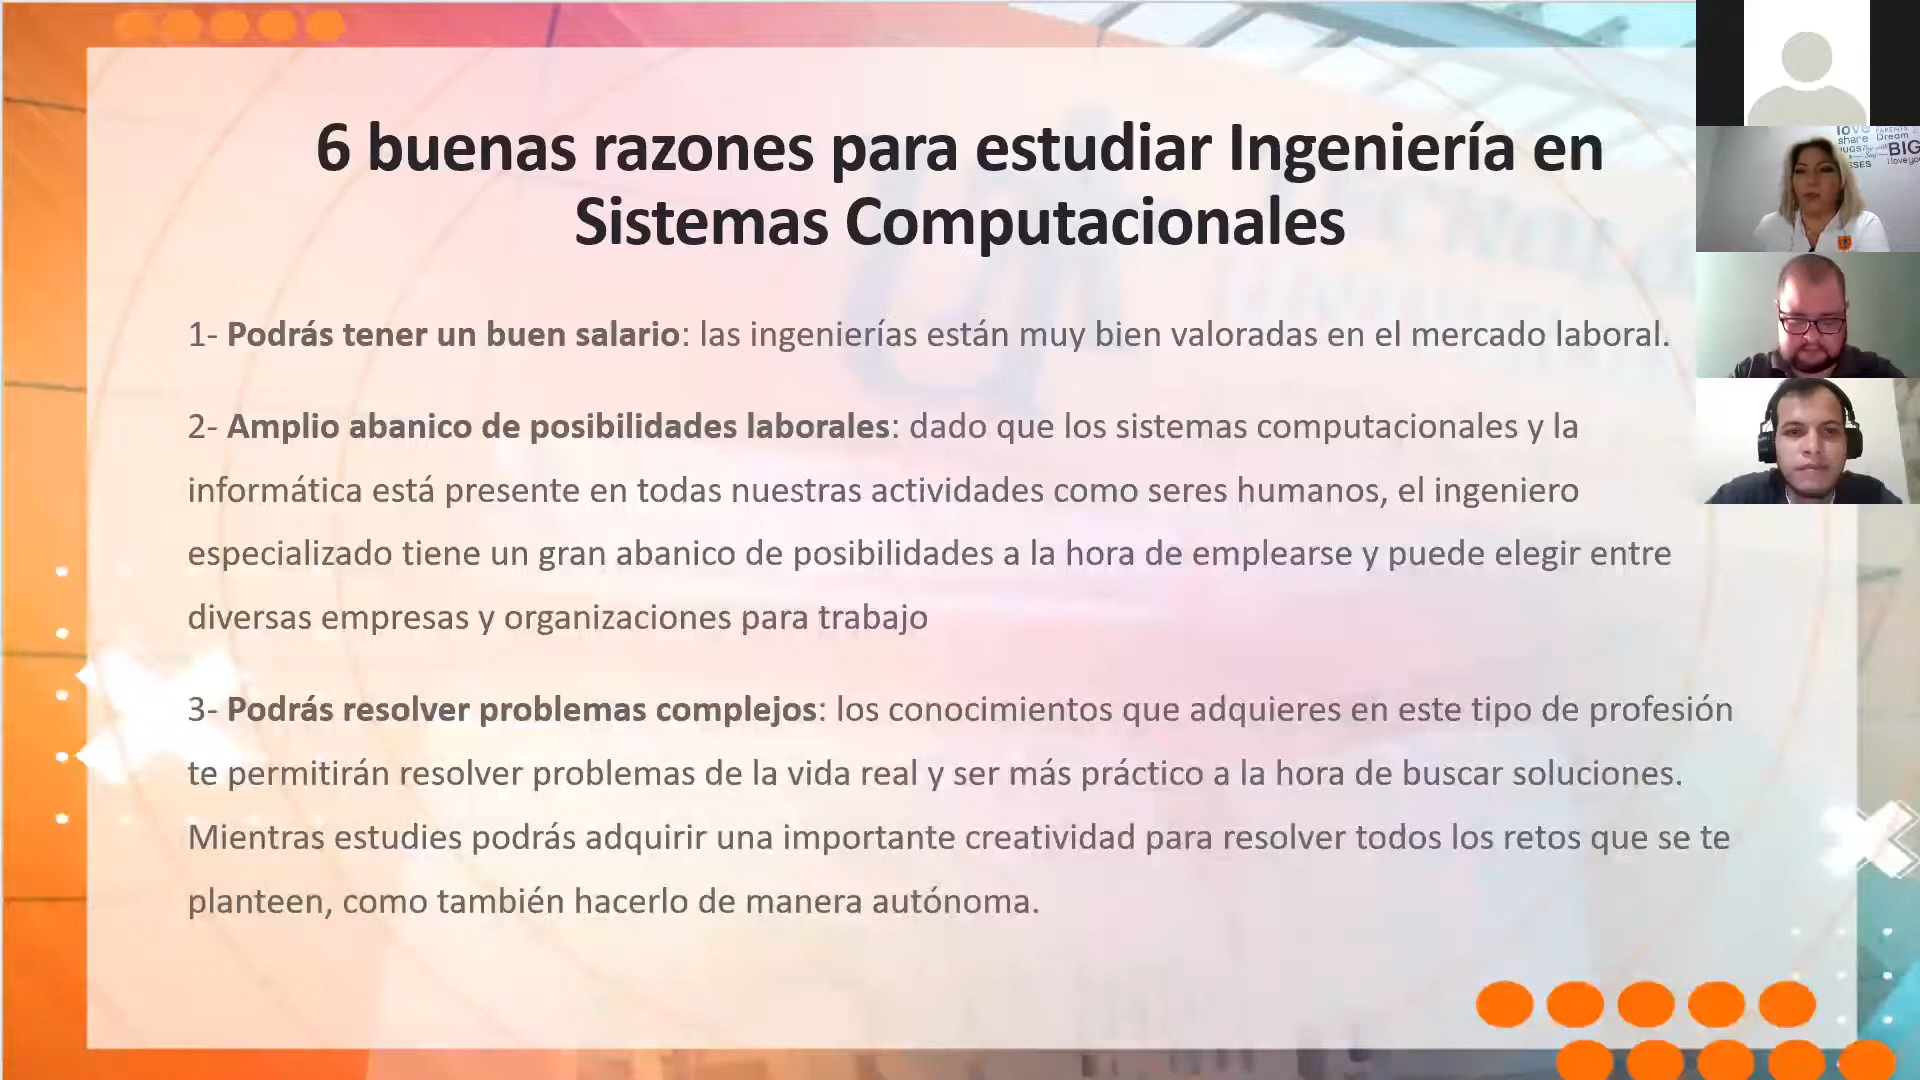 6 buenas razones para estudiar Ingeniería en
Sistemas Computacionales
1- Podrás tener un buen salario: las ingenierías están muy bien valoradas en el mercado laboral.
2- Amplio abanico de posibilidades laborales: dado que los sistemas computacionales y la
informática está presente en todas nuestras actividades como seres humanos, el ingeniero
especializado tiene un gran abanico de posibilidades a la hora de emplearse y puede elegir entre
diversas empresas y organizaciones para trabajo
3- Podrás resolver problemas complejos: los conocimientos que adquieres en este tipo de profesión
te permitirán resolver problemas de la vida real y ser más práctico a la hora de buscar soluciones.
Mientras estudies podrás adquirir una importante creatividad para resolver todos los retos que se te
planteen, como también hacerlo de manera autónoma.
love
share
Dream
BIG
I love you